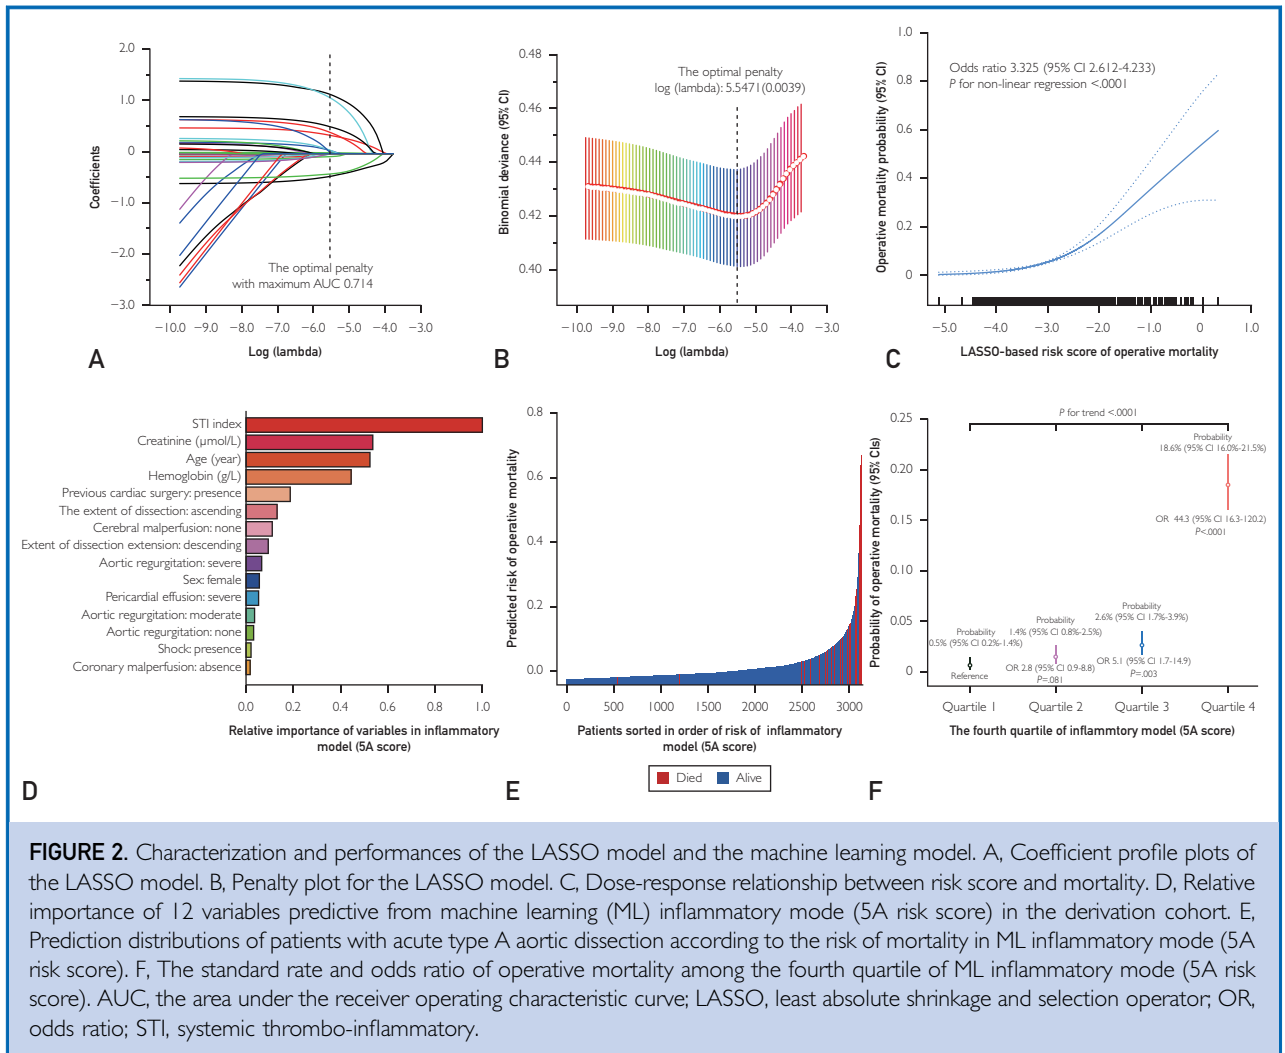 2.0
1.0
0
−1.0
−2.0
−3.0
Coefficients
The optimal penalty
with maximum AUC 0.714
−10.0 −9.0 −8.0 −7.0 −6.0 −5.0 −4.0 −3.0
Log (lambda)
A
0.48
0.46
0.44
0.42
0.40
Binomial deviance (95% CI)
The optimal penalty
log (lambda): 5.5471(0.0039)
−10.0 −9.0 −8.0 −7.0 −6.0 −5.0 −4.0 −3.0
Log (lambda)
B
1.0
0.8
0.6
0.4
0.2
0
Operative mortality probability (95% CI)
Odds ratio 3.325 (95% CI 2.612-4.233)
P for non-linear regression <.0001
−5.0 −4.0 −3.0 −2.0 −1.0 0 1.0
LASSO-based risk score of operative mortality
C
STI index
Creatinine (μmol/L)
Age (year)
Hemoglobin (g/L)
Previous cardiac surgery: presence
The extent of dissection: ascending
Cerebral malperfusion: none
Extent of dissection extension: descending
Aortic regurgitation: severe
Sex: female
Pericardial effusion: severe
Aortic regurgitation: moderate
Aortic regurgitation: none
Shock: presence
Coronary malperfusion: absence
0.0 0.2 0.4 0.6 0.8 1.0
Relative importance of variables in inflammatory
model (5A score)
D
0.8
0.6
0.4
0.2
0.0
Predicted risk of operative mortality
0 500 1000 1500 2000 2500 3000
Patients sorted in order of risk of inflammatory
model (5A score)
Died Alive
E
0.25
0.20
0.15
0.10
0.05
0
Probability of operative mortality (95% CIs)
P for trend <.0001
Probability
18.6% (95% CI 16.0%-21.5%)
OR 44.3 (95% CI 16.3-120.2)
P<.0001
Probability
2.6% (95% CI 1.7%-3.9%)
OR 5.1 (95% CI 1.7-14.9)
P=.003
Probability
1.4% (95% CI 0.8%-2.5%)
OR 2.8 (95% CI 0.9-8.8)
P=.081
Probability
0.5% (95% CI 0.2%-1.4%)
Reference
Quartile 1 Quartile 2 Quartile 3 Quartile 4
The fourth quartile of inflammtory model (5A score)
F
FIGURE 2. Characterization and performances of the LASSO model and the machine learning model. A, Coefficient profile plots of
the LASSO model. B, Penalty plot for the LASSO model. C, Dose-response relationship between risk score and mortality. D, Relative
importance of 12 variables predictive from machine learning (ML) inflammatory mode (5A risk score) in the derivation cohort. E,
Prediction distributions of patients with acute type A aortic dissection according to the risk of mortality in ML inflammatory mode (5A
risk score). F, The standard rate and odds ratio of operative mortality among the fourth quartile of ML inflammatory mode (5A risk
score). AUC, the area under the receiver operating characteristic curve; LASSO, least absolute shrinkage and selection operator; OR,
odds ratio; STI, systemic thrombo-inflammatory.